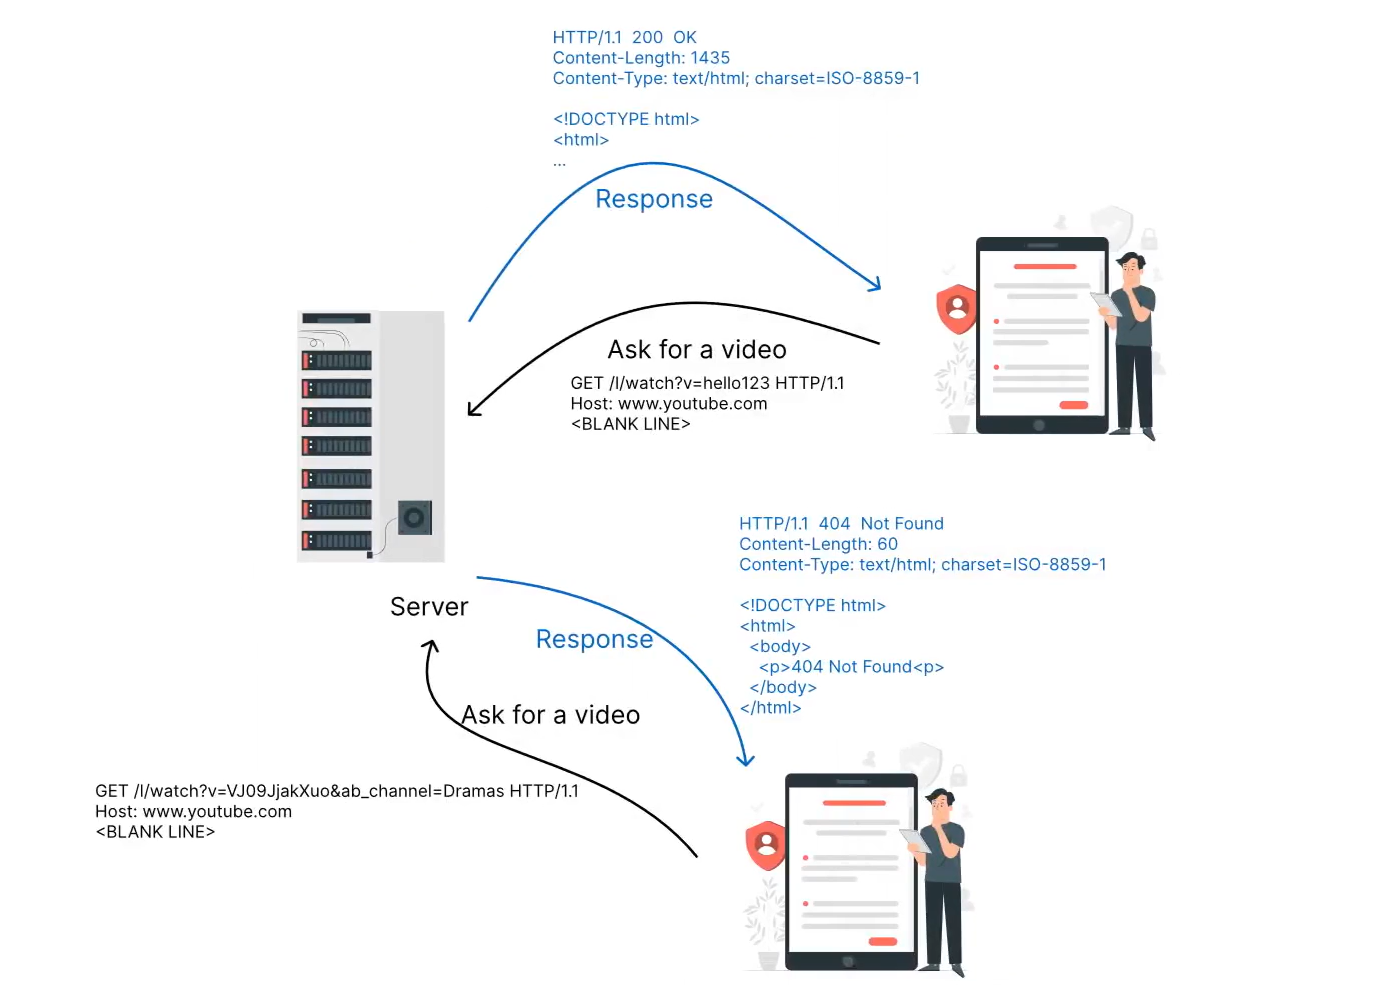 HTTP/1.1  200  OK
Content-Length: 1435
Content-Type: text/html; charset=ISO-8859-1
<!DOCTYPE html>
<html>
...
Response
Ask for a video
GET /l/watch?v=hello123 HTTP/1.1
Host: www.youtube.com
<BLANK LINE>
HTTP/1.1  404  Not Found
Content-Length: 60
Content-Type: text/html; charset=ISO-8859-1
<!DOCTYPE html>
<html>
<body>
<p>404 Not Found<p>
</body>
</html>
Server
Response
Ask for a video
GET /l/watch?v=VJ09JjakXuo&ab_channel=Dramas HTTP/1.1
Host: www.youtube.com
<BLANK LINE>